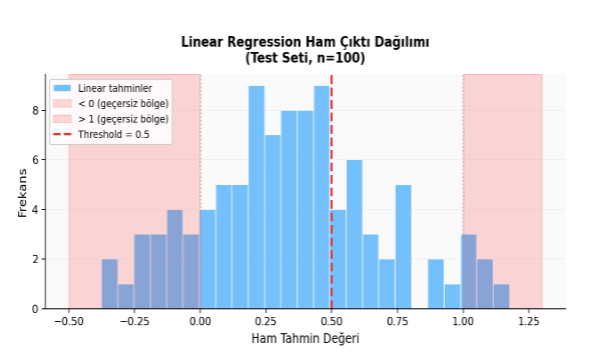 Linear Regression Ham Çıktı Dağılımı
(Test Seti, n=100)
Linear tahminler
< 0 (geçersiz bölge)
> 1 (geçersiz bölge)
Threshold = 0.5
Frekans
8
6
4
2
0
−0.50 −0.25 0.00 0.25 0.50 0.75 1.00 1.25
Ham Tahmin Değeri